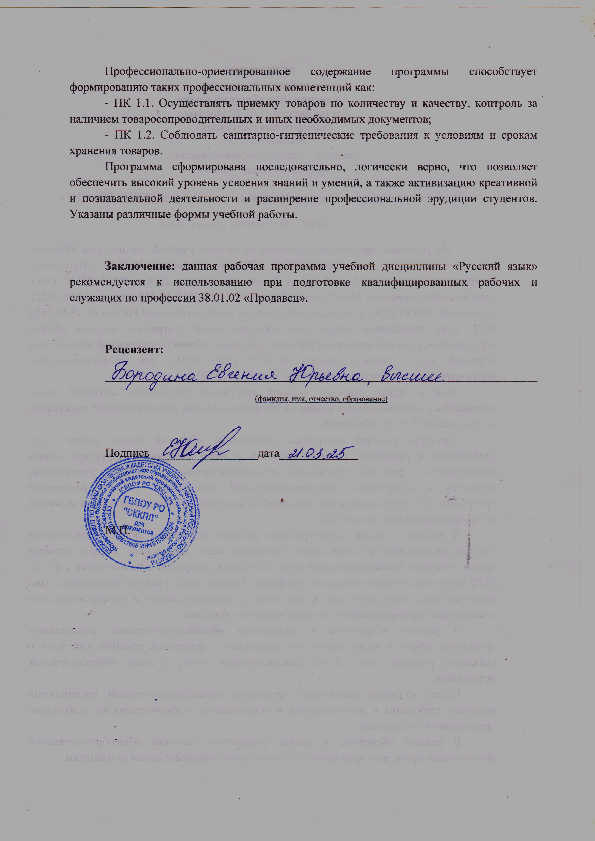 Профессионально-ориентированное содержание программы способствует
формированию таких профессиональных компетенций как:
- ПК 1.1. Осуществлять приемку товаров по количеству и качеству, контроль за
наличием товаросопроводительных и иных необходимых документов;
- ПК 1.2. Соблюдать санитарно-гигиенические требования к условиям и срокам
хранения товаров.
Программа сформирована последовательно, логически верно, что позволяет
обеспечить высокий уровень усвоения знаний и умений, а также активизацию креативной
и познавательной деятельности и расширение профессиональной эрудиции студентов.
Указаны различные формы учебной работы.
Заключение: данная рабочая программа учебной дисциплины «Русский язык»
рекомендуется к использованию при подготовке квалифицированных рабочих и
служащих по профессии 38.01.02 «Продавец».
Рецензент:
Бородина Евгения Юрьевна, высшее.
(фамилия, имя, отчество, образование)
Подпись дата 21.03.25
ГБПОУ РО
"СККПЛ"
для
документов
М.П.